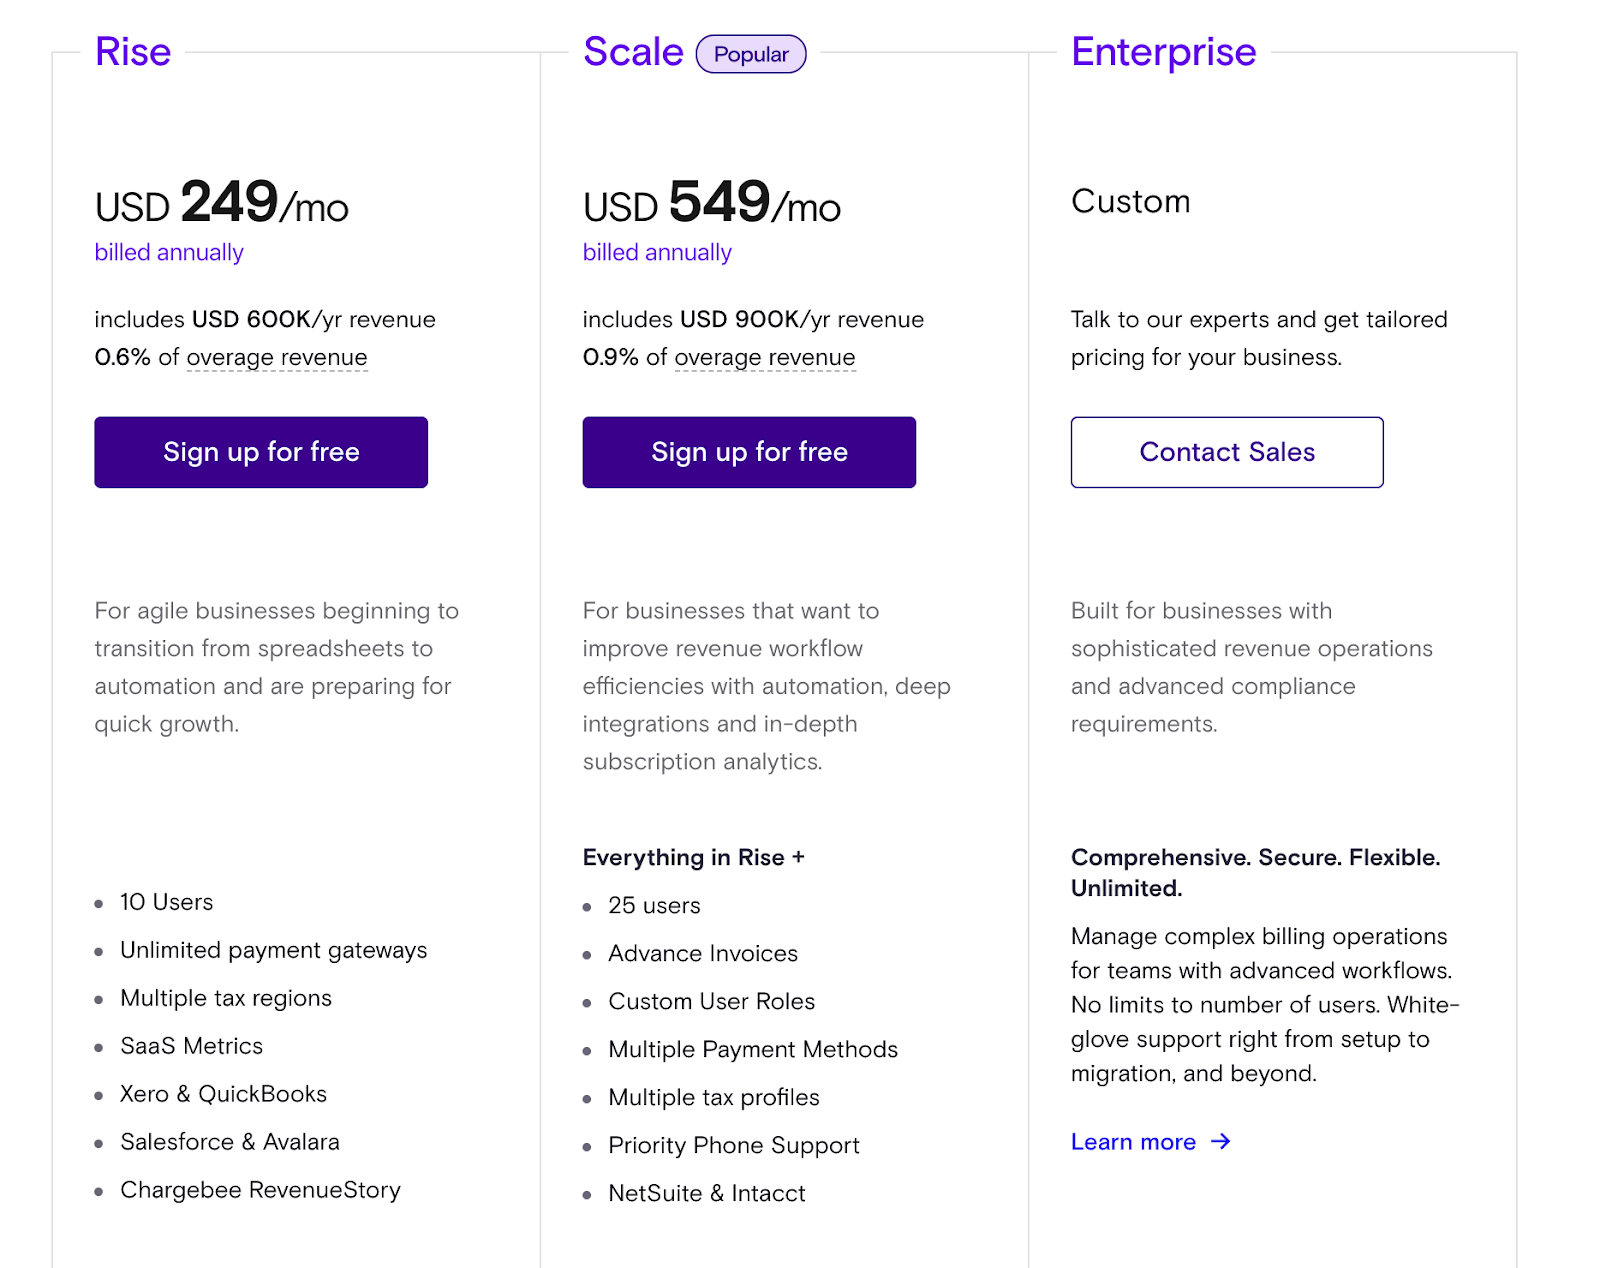 Rise
USD 249/mo
billed annually
includes USD 600K/yr revenue
0.6% of overage revenue
Sign up for free
For agile businesses beginning to
transition from spreadsheets to
automation and are preparing for
quick growth.
10 Users
Unlimited payment gateways
Multiple tax regions
SaaS Metrics
Xero & QuickBooks
Salesforce & Avalara
Chargebee RevenueStory
Scale Popular
USD 549/mo
billed annually
includes USD 900K/yr revenue
0.9% of overage revenue
Sign up for free
For businesses that want to
improve revenue workflow
efficiencies with automation, deep
integrations and in-depth
subscription analytics.
Everything in Rise +
25 users
Advance Invoices
Custom User Roles
Multiple Payment Methods
Multiple tax profiles
Priority Phone Support
NetSuite & Intacct
Enterprise
Custom
Talk to our experts and get tailored
pricing for your business.
Contact Sales
Built for businesses with
sophisticated revenue operations
and advanced compliance
requirements.
Comprehensive. Secure. Flexible.
Unlimited.
Manage complex billing operations
for teams with advanced workflows.
No limits to number of users. White-
glove support right from setup to
migration, and beyond.
Learn more →